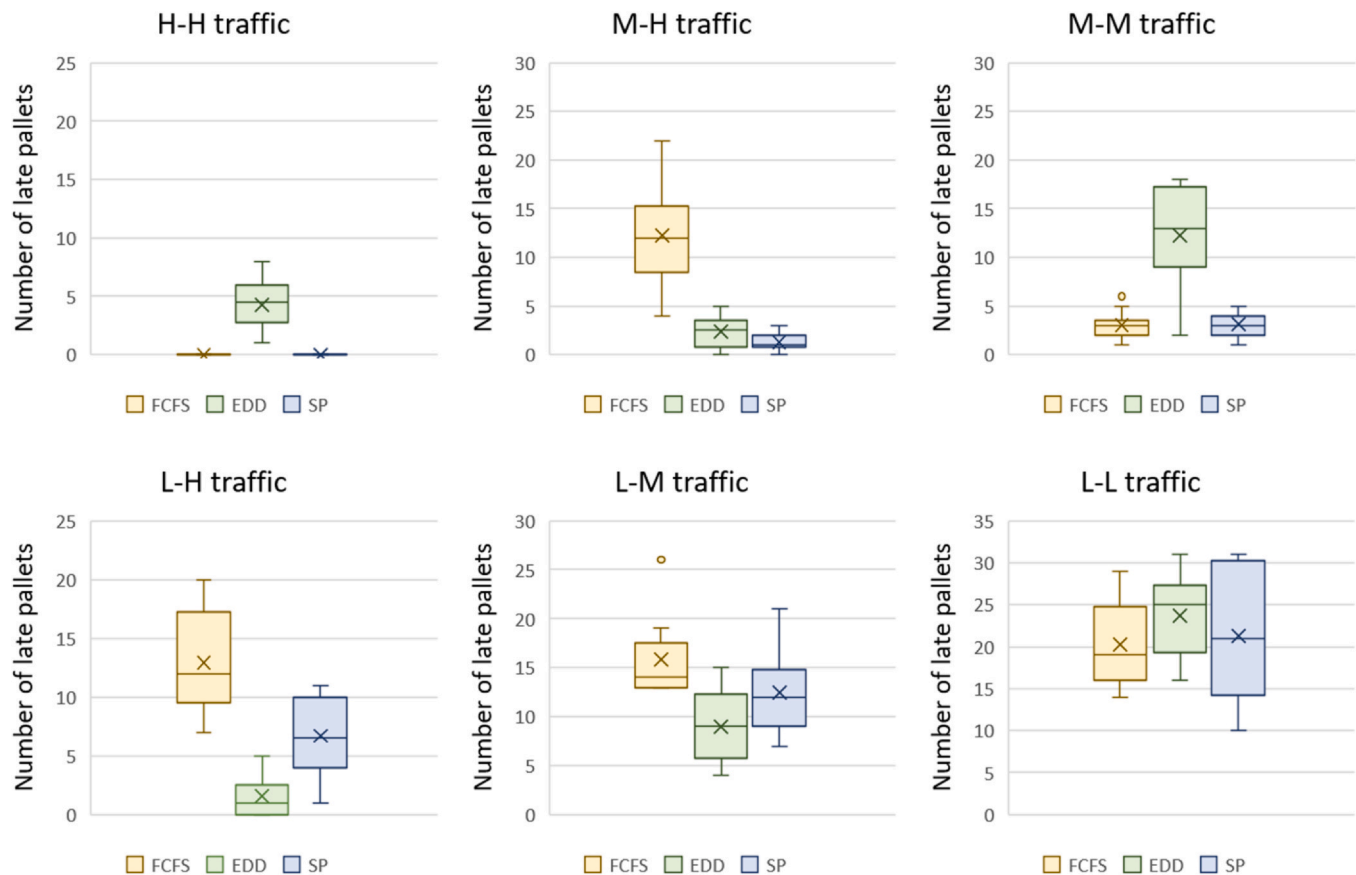 H-H traffic
Number of late pallets
25
20
15
10
5
0
FCFS EDD SP
M-H traffic
Number of late pallets
30
25
20
15
10
5
0
FCFS EDD SP
M-M traffic
Number of late pallets
30
25
20
15
10
5
0
FCFS EDD SP
L-H traffic
Number of late pallets
25
20
15
10
5
0
FCFS EDD SP
L-M traffic
Number of late pallets
30
25
20
15
10
5
0
FCFS EDD SP
L-L traffic
Number of late pallets
35
30
25
20
15
10
5
0
FCFS EDD SP